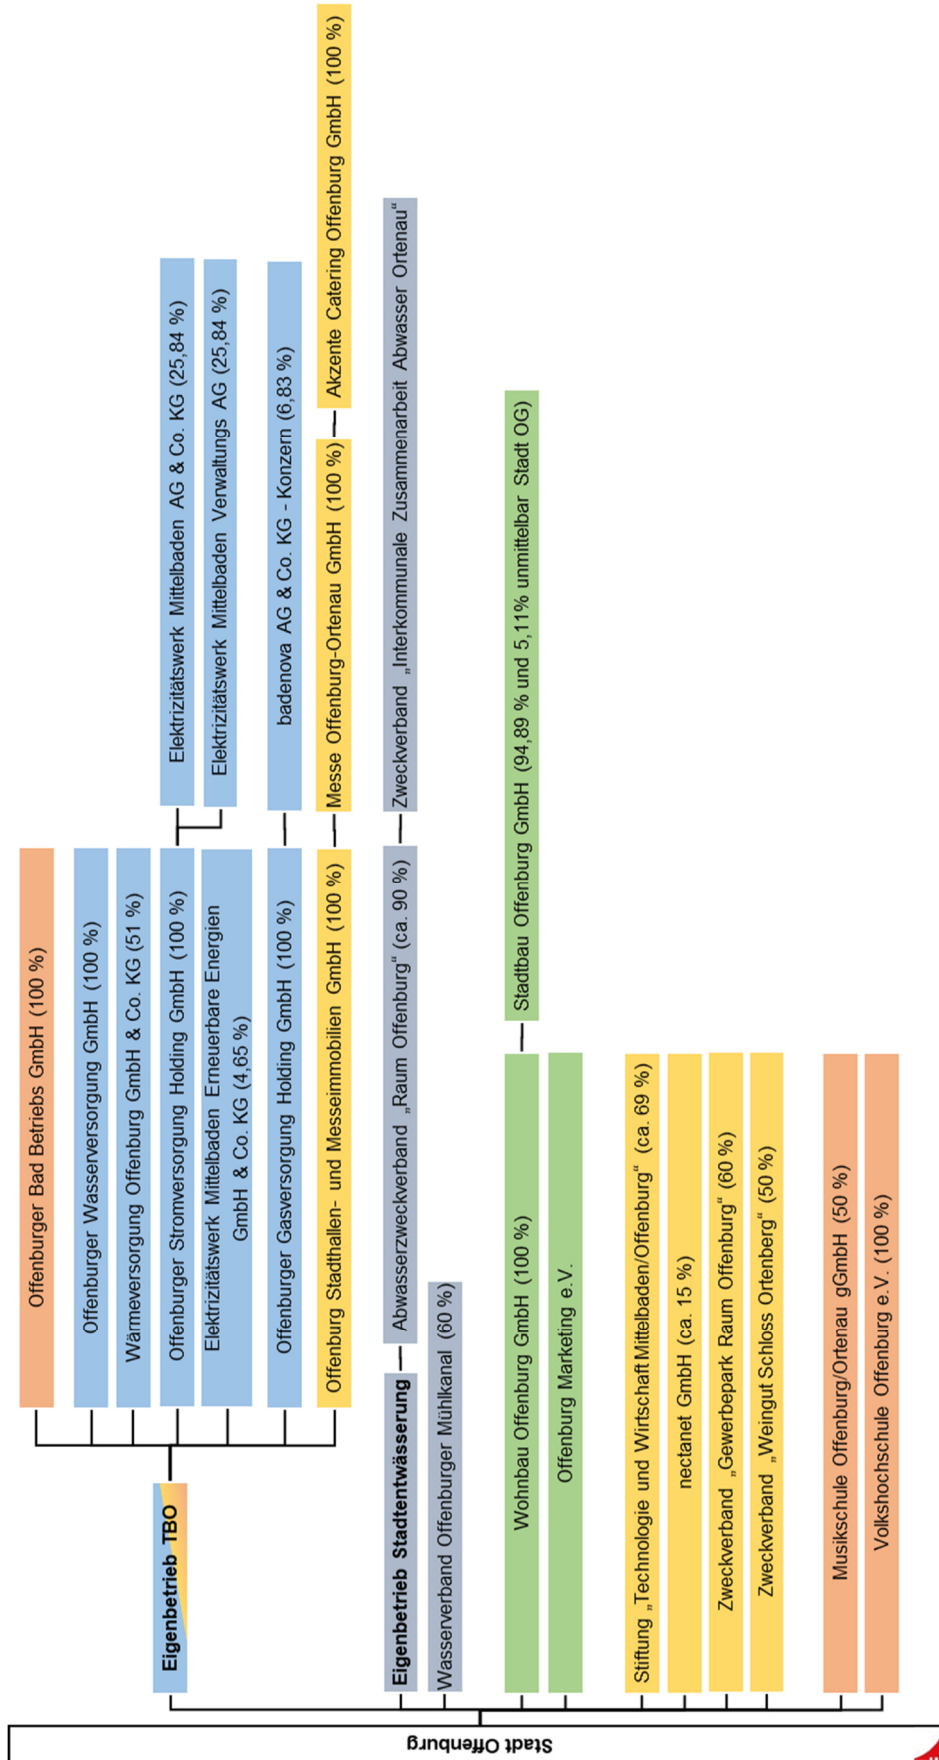 Stadt Offenburg
Eigenbetrieb TBO
Offenburger Bad Betriebs GmbH (100 %)
Offenburger Wasserversorgung GmbH (100 %)
Wärmeversorgung Offenburg GmbH & Co. KG (51 %)
Offenburger Stromversorgung Holding GmbH (100 %)
Elektrizitätswerk Mittelbaden AG & Co. KG (25,84 %)
Elektrizitätswerk Mittelbaden Verwaltungs AG (25,84 %)
Elektrizitätswerk Mittelbaden Erneuerbare Energien
GmbH & Co. KG (4,65 %)
Offenburger Gasversorgung Holding GmbH (100 %)
badenova AG & Co. KG - Konzern (6,83 %)
Offenburg Stadthallen- und Messeimmobilien GmbH (100 %)
Messe Offenburg-Ortenau GmbH (100 %)
Akzente Catering Offenburg GmbH (100 %)
Eigenbetrieb Stadtentwässerung
Abwasserzweckverband „Raum Offenburg“ (ca. 90 %)
Zweckverband „Interkommunale Zusammenarbeit Abwasser Ortenau“
Wasserverband Offenburger Mühlkanal (60 %)
Wohnbau Offenburg GmbH (100 %)
Stadtbau Offenburg GmbH (94,89 % und 5,11% unmittelbar Stadt OG)
Offenburg Marketing e.V.
Stiftung „Technologie und Wirtschaft Mittelbaden/Offenburg“ (ca. 69 %)
nectanet GmbH (ca. 15 %)
Zweckverband „Gewerbepark Raum Offenburg“ (60 %)
Zweckverband „Weingut Schloss Ortenberg“ (50 %)
Musikschule Offenburg/Ortenau gGmbH (50 %)
Volkshochschule Offenburg e.V. (100 %)